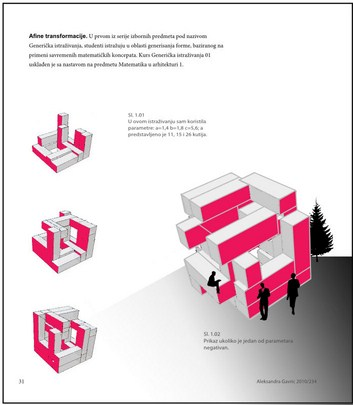 Afine transformacije. U prvom iz serije izbornih predmeta pod nazivom
Generička istraživanja, studenti istražuju u oblasti generisanja forme, baziranog na
primeni savremenih matematičkih koncepata. Kurs Generička istraživanja 01
usklađen je sa nastavom na predmetu Matematika u arhitekturi 1.
Sl. 1.01
U ovom istraživanju sam koristila
parametre: a=1,4 b=1,8 c=5,6; a
predstavljeno je 11, 15 i 26 kutija.
Sl. 1.02
Prikaz ukoliko je jedan od parametara
negativan.
31
Aleksandra Gavrić 2010/234